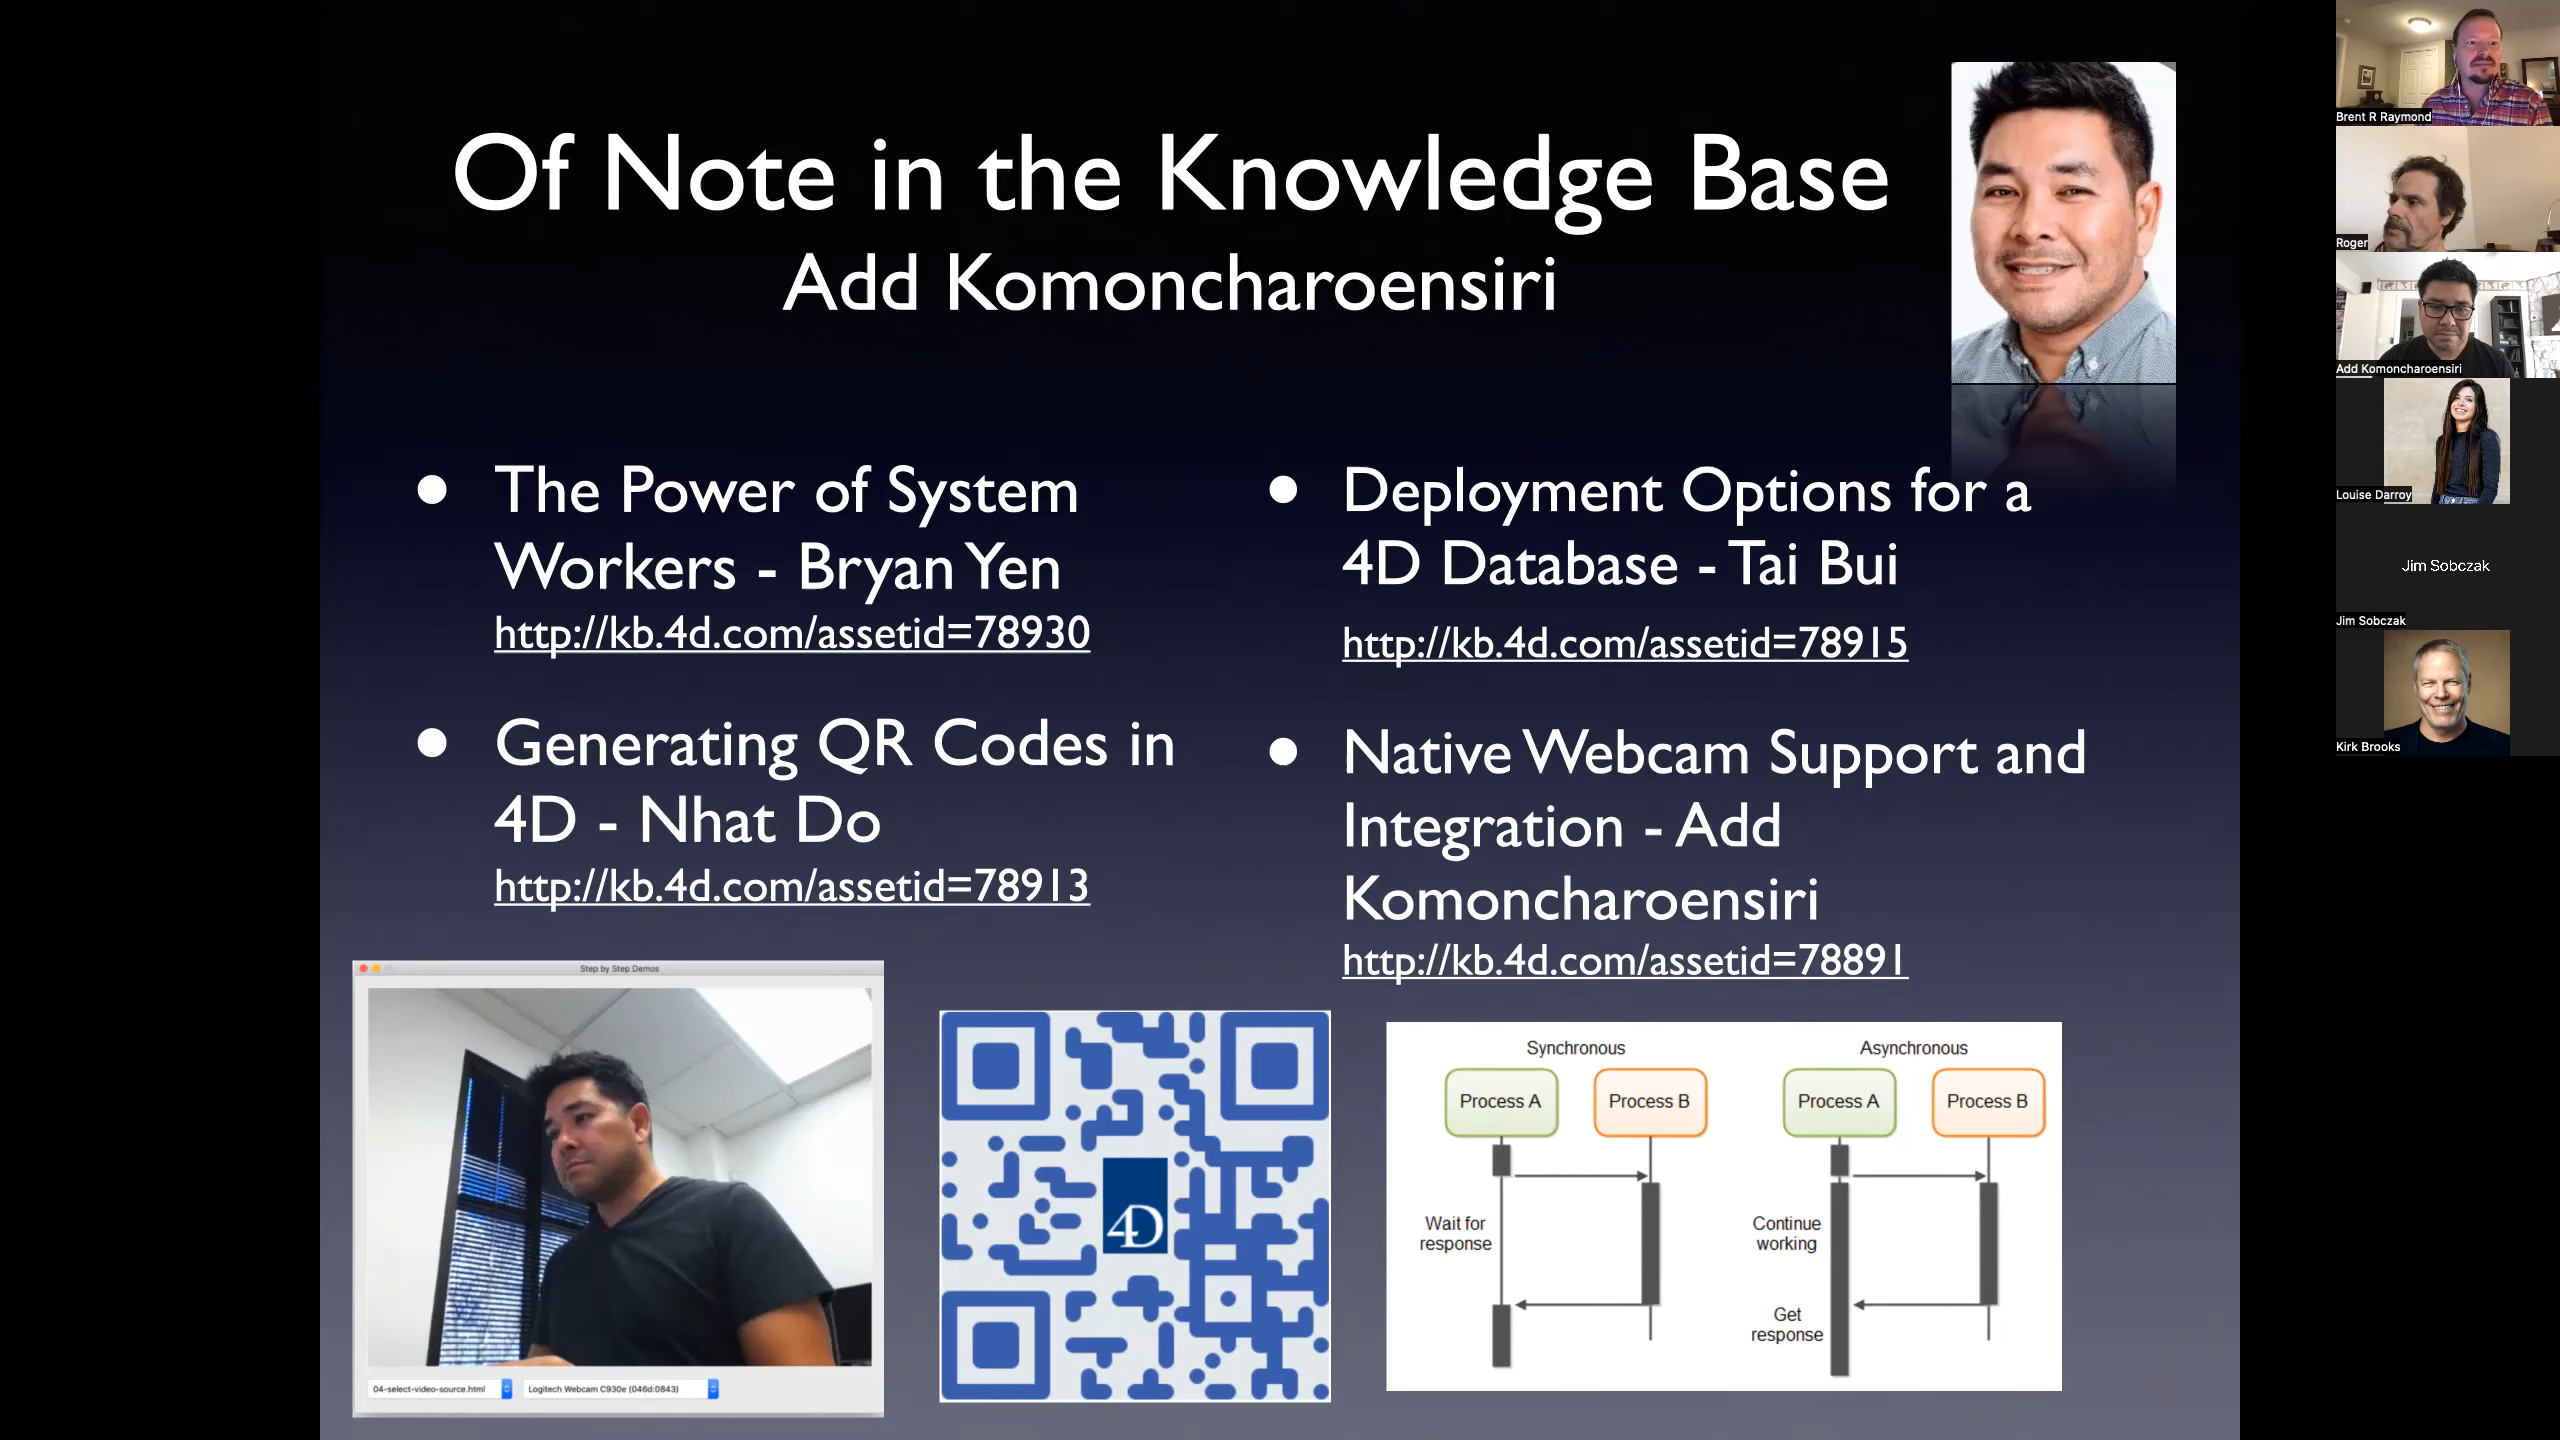 Of Note in the Knowledge Base
Add Komoncharoensiri
The Power of System
Workers - Bryan Yen
http://kb.4d.com/assetid=78930
Generating QR Codes in
4D - Nhat Do
http://kb.4d.com/assetid=78913
Deployment Options for a
4D Database - Tai Bui
http://kb.4d.com/assetid=78915
Native Webcam Support and
Integration - Add
Komoncharoensiri
http://kb.4d.com/assetid=78891
Step by Step Demos
04-select-video-source.html
Logitech Webcam C930e (046d:0843)
4D
Synchronous
Process A
Process B
Wait for
response
Asynchronous
Process A
Process B
Continue
working
Get
response
Brent R Raymond
Roger
Add Komoncharoensiri
Louise Darroy
Jim Sobczak
Jim Sobczak
Kirk Brooks